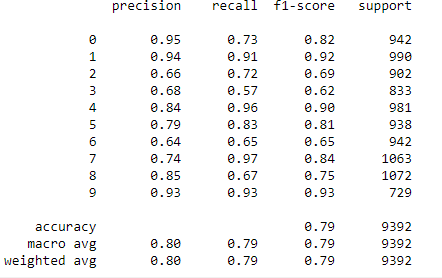 precision recall f1-score support
0 0.95 0.73 0.82 942
1 0.94 0.91 0.92 990
2 0.66 0.72 0.69 902
3 0.68 0.57 0.62 833
4 0.84 0.96 0.90 981
5 0.79 0.83 0.81 938
6 0.64 0.65 0.65 942
7 0.74 0.97 0.84 1063
8 0.85 0.67 0.75 1072
9 0.93 0.93 0.93 729
accuracy 0.79 9392
macro avg 0.80 0.79 0.79 9392
weighted avg 0.80 0.79 0.79 9392